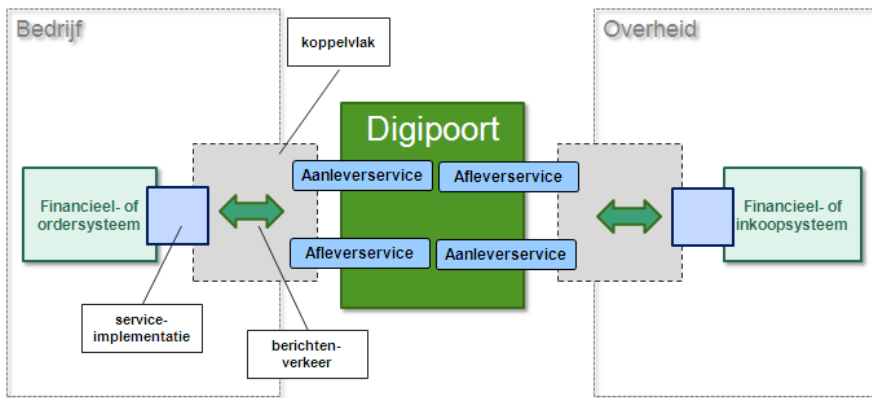 Bedrijf
Overheid
koppelvlak
Digipoort
Aanleverservice
Afleverservice
Financieel- of
ordersysteem
Financieel- of
inkoopsysteem
Afleverservice
Aanleverservice
service-
implementatie
berichten-
verkeer